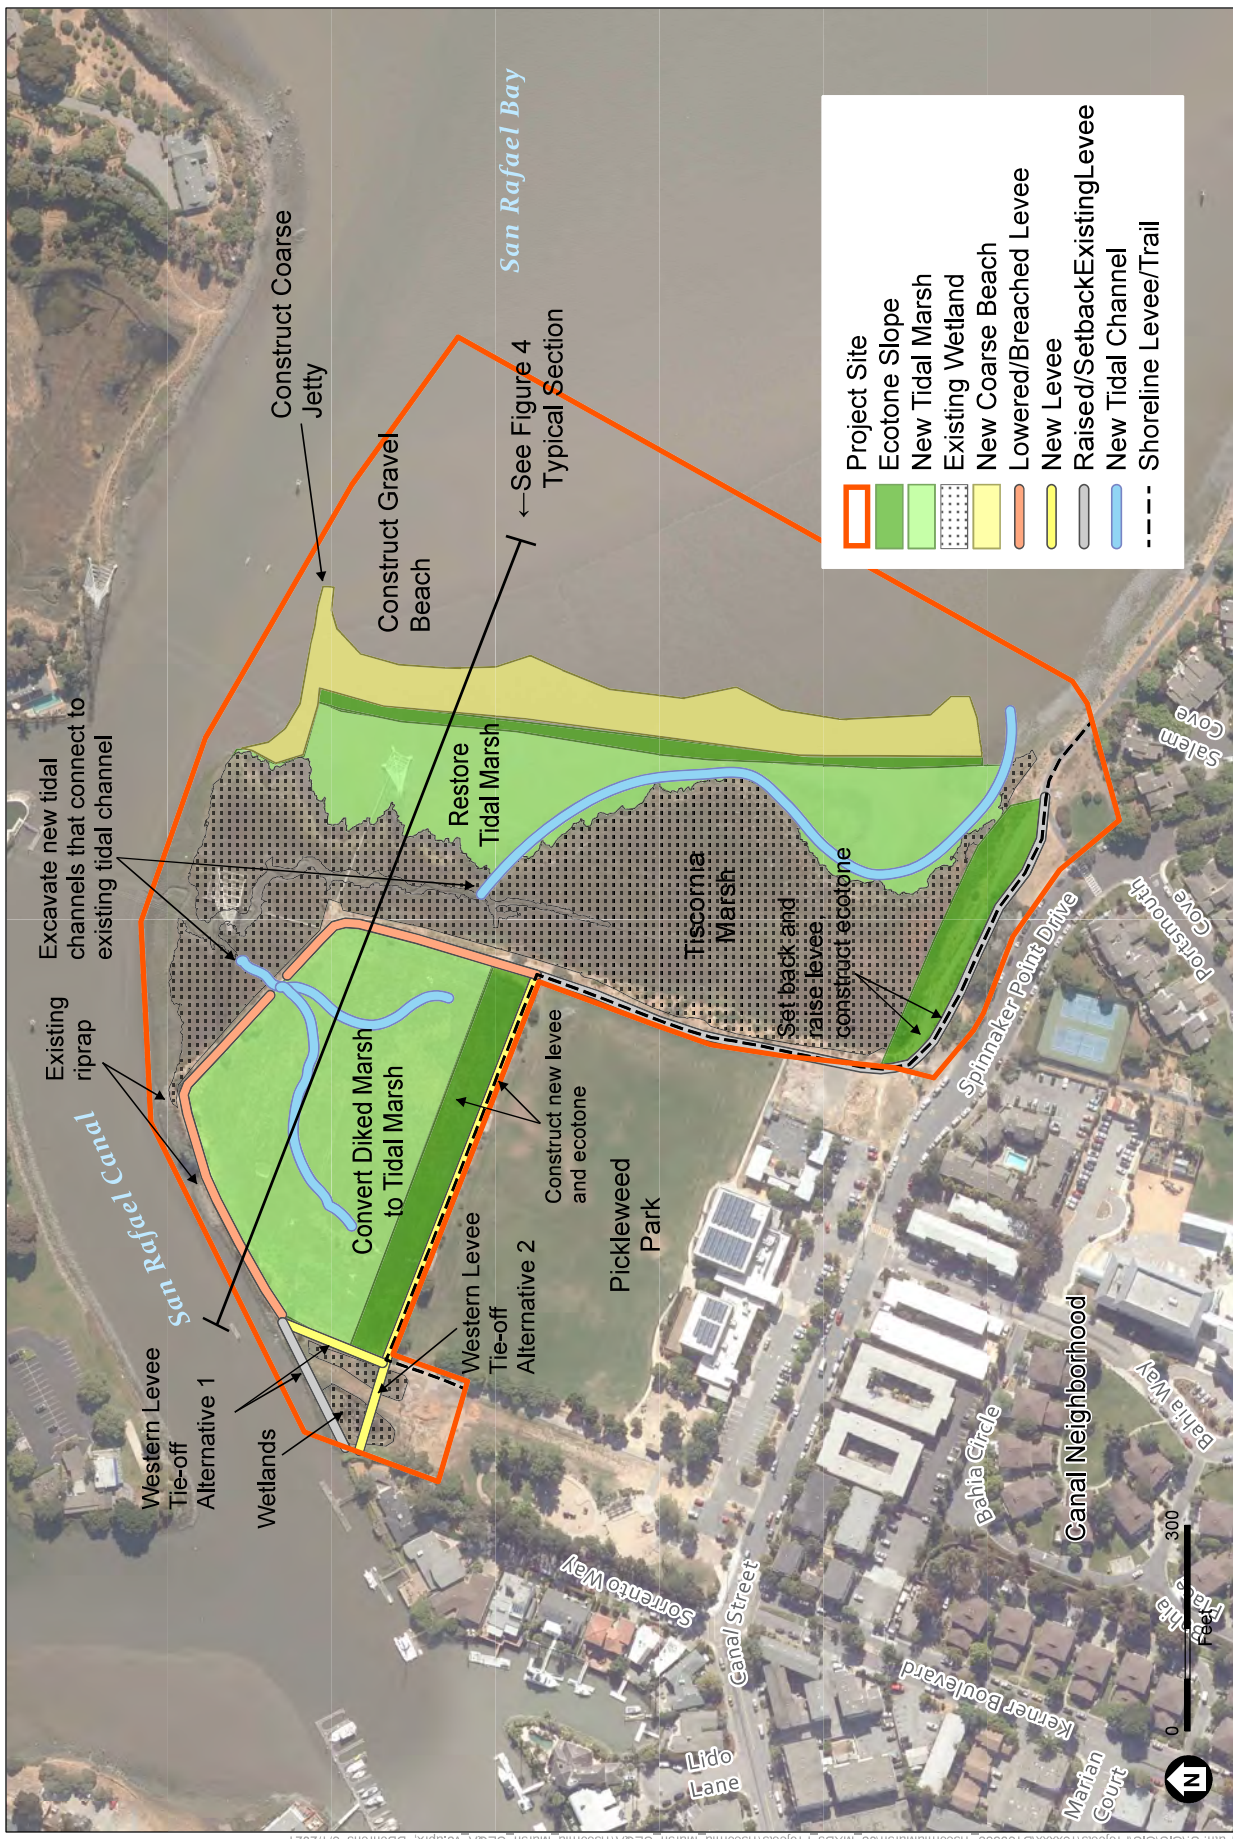 San Rafael Bay
Construct Coarse
Jetty
Construct Gravel
Beach
←See Figure 4
Typical Section
Excavate new tidal
channels that connect to
existing tidal channel
Existing
riprap
San Rafael Canal
Restore
Tidal Marsh
Tiscornia
Marsh
Set back and
raise levee
construct ecotone
Convert Diked Marsh
to Tidal Marsh
Construct new levee
and ecotone
Western Levee
Tie-off
Alternative 1
Wetlands
Western Levee
Tie-off
Alternative 2
Pickleweed
Park
Canal Neighborhood
Spinnaker Point Drive
Salem
Cove
Portsmouth
Cove
Bahia Circle
Bahia Way
Sorrento Way
Canal Street
Kerner Boulevard
Lido
Lane
Marian
Court
Project Site
Ecotone Slope
New Tidal Marsh
Existing Wetland
New Coarse Beach
Lowered/Breached Levee
New Levee
Raised/SetbackExistingLevee
New Tidal Channel
Shoreline Levee/Trail
0 300
Feet
N